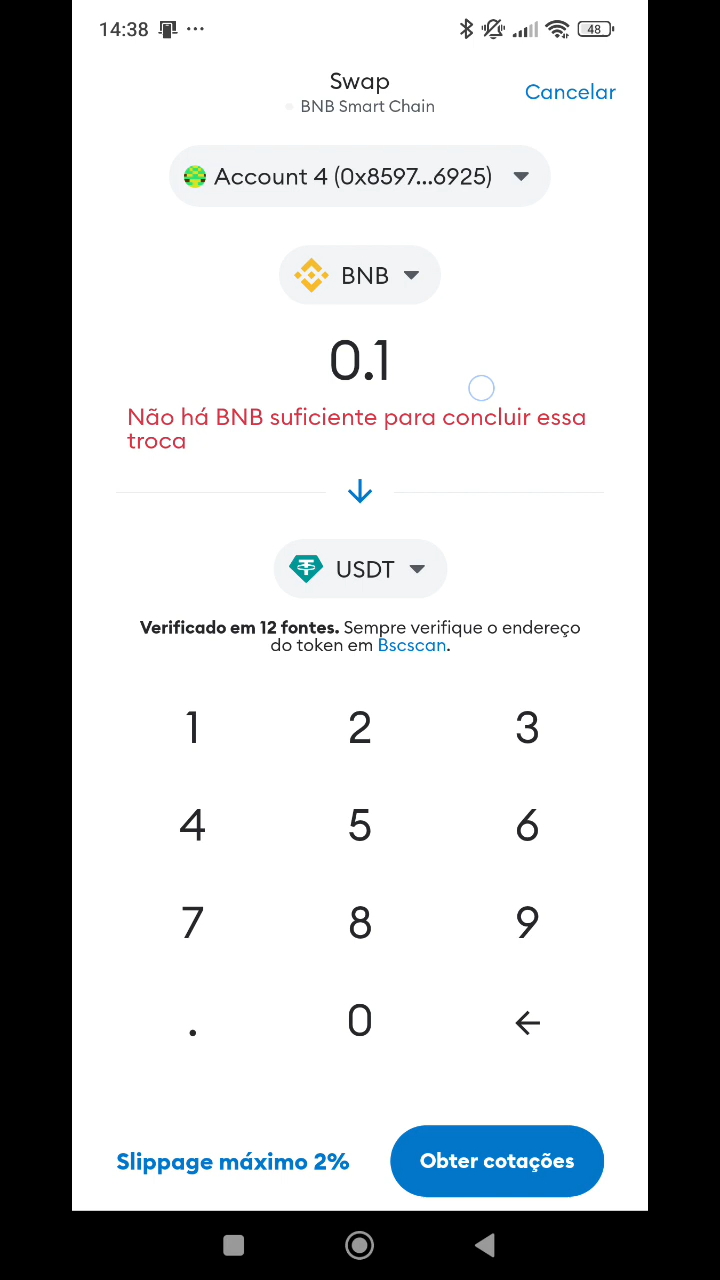 14:38
48
Swap
BNB Smart Chain
Cancelar
Account 4 (0x8597...6925)
BNB
0.1
Não há BNB suficiente para concluir essa
troca
USDT
Verificado em 12 fontes. Sempre verifique o endereço
do token em Bscscan.
1 2 3
4 5 6
7 8 9
. 0
Slippage máximo 2%
Obter cotações